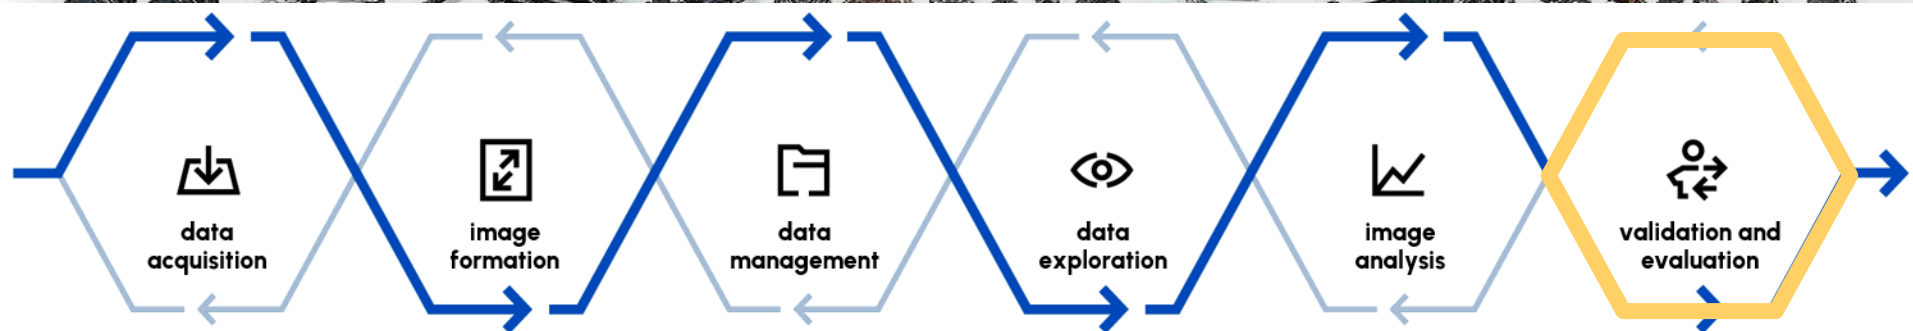 data
acquisition
image
formation
data
management
data
exploration
image
analysis
validation and
evaluation